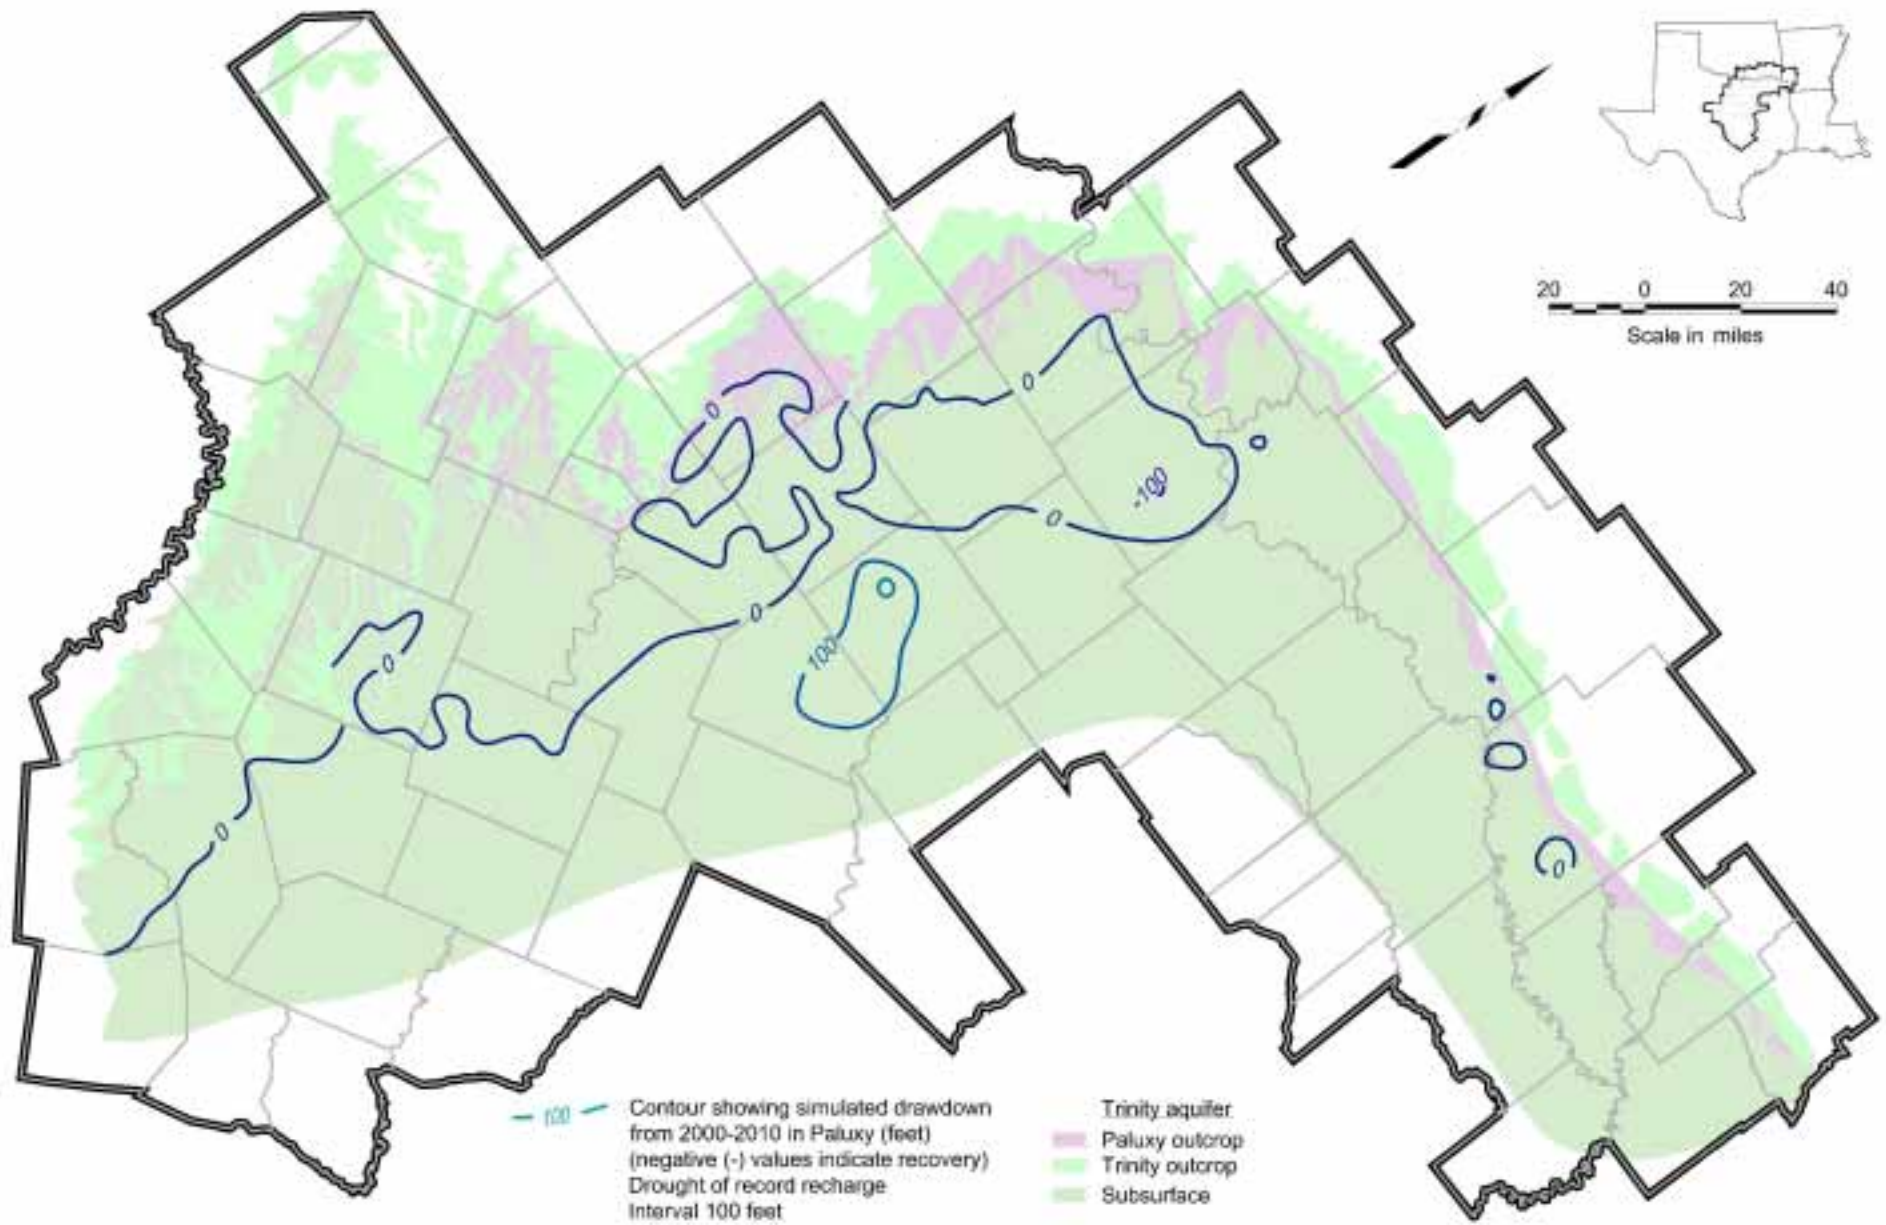 20 0 20 40
Scale in miles
0
0
-100
0
0
100
0
0
0
0
100
Contour showing simulated drawdown
from 2000-2010 in Paluxy (feet)
(negative (-) values indicate recovery)
Drought of record recharge
Interval 100 feet
Trinity aquifer
Paluxy outcrop
Trinity outcrop
Subsurface